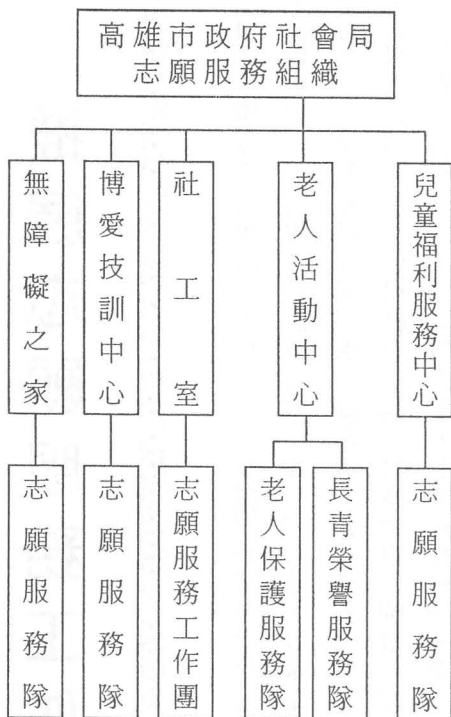 高雄市政府社會局
志願服務組織
無障礙之家
博愛技訓中心
社工室
老人活動中心
兒童福利服務中心
志願服務隊
志願服務隊
志願服務工作團
老人保護服務隊
長青榮譽服務隊
志願服務隊